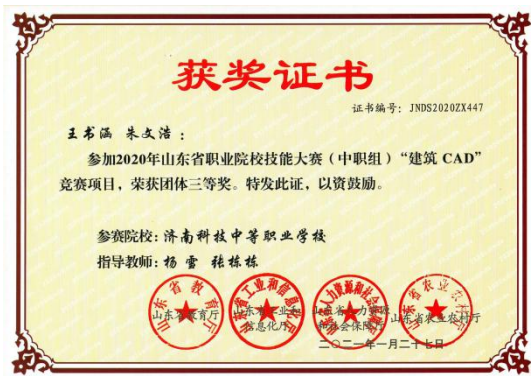 获奖证书
证书编号: JNDS2020ZX447
王书涵 朱文浩：
参加2020年山东省职业院校技能大赛（中职组）“建筑 CAD”
竞赛项目，荣获团体三等奖。特发此证，以资鼓励。
参赛院校：济南科技中等职业学校
指导教师：杨雪 张栋栋
山东省教育厅
山东省工业和
信息化厅
山东省人力资源
和社会保障厅
山东省农业农村厅
二〇二一年一月二十七日